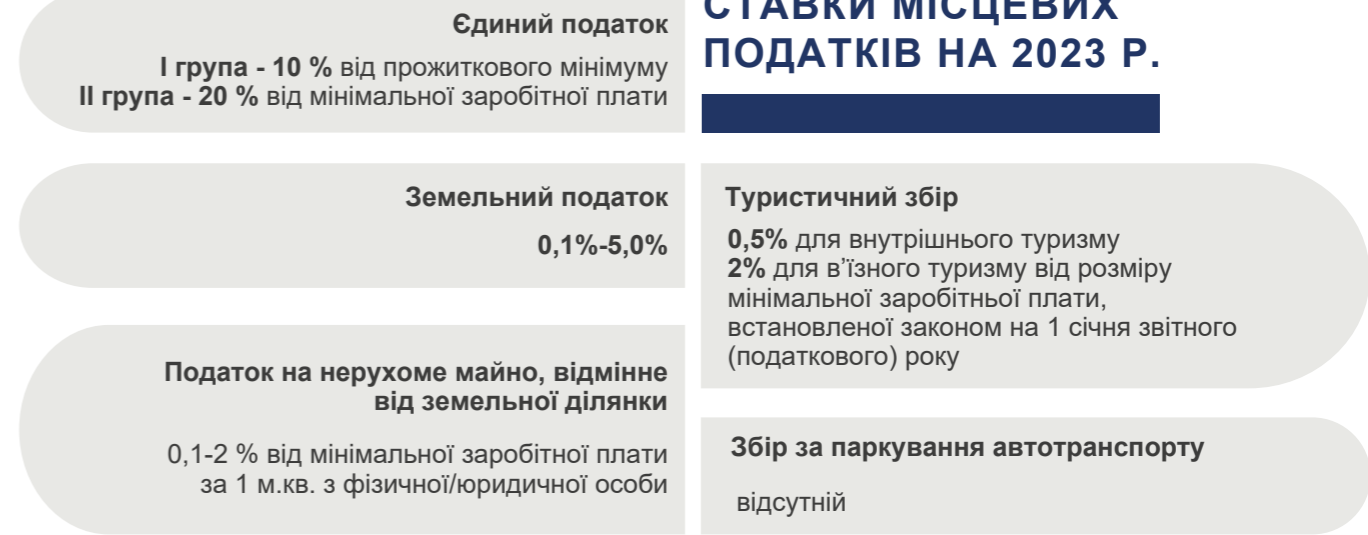 СТАВКИ МІСЦЕВИХ
ПОДАТКІВ НА 2023 Р.
Єдиний податок
І група - 10 % від прожиткового мінімуму
ІІ група - 20 % від мінімальної заробітної плати
Земельний податок
0,1%-5,0%
Податок на нерухоме майно, відмінне
від земельної ділянки
0,1-2 % від мінімальної заробітної плати
за 1 м.кв. з фізичної/юридичної особи
Туристичний збір
0,5% для внутрішнього туризму
2% для в’їзного туризму від розміру
мінімальної заробітньої плати,
встановленої законом на 1 січня звітного
(податкового) року
Збір за паркування автотранспорту
відсутній